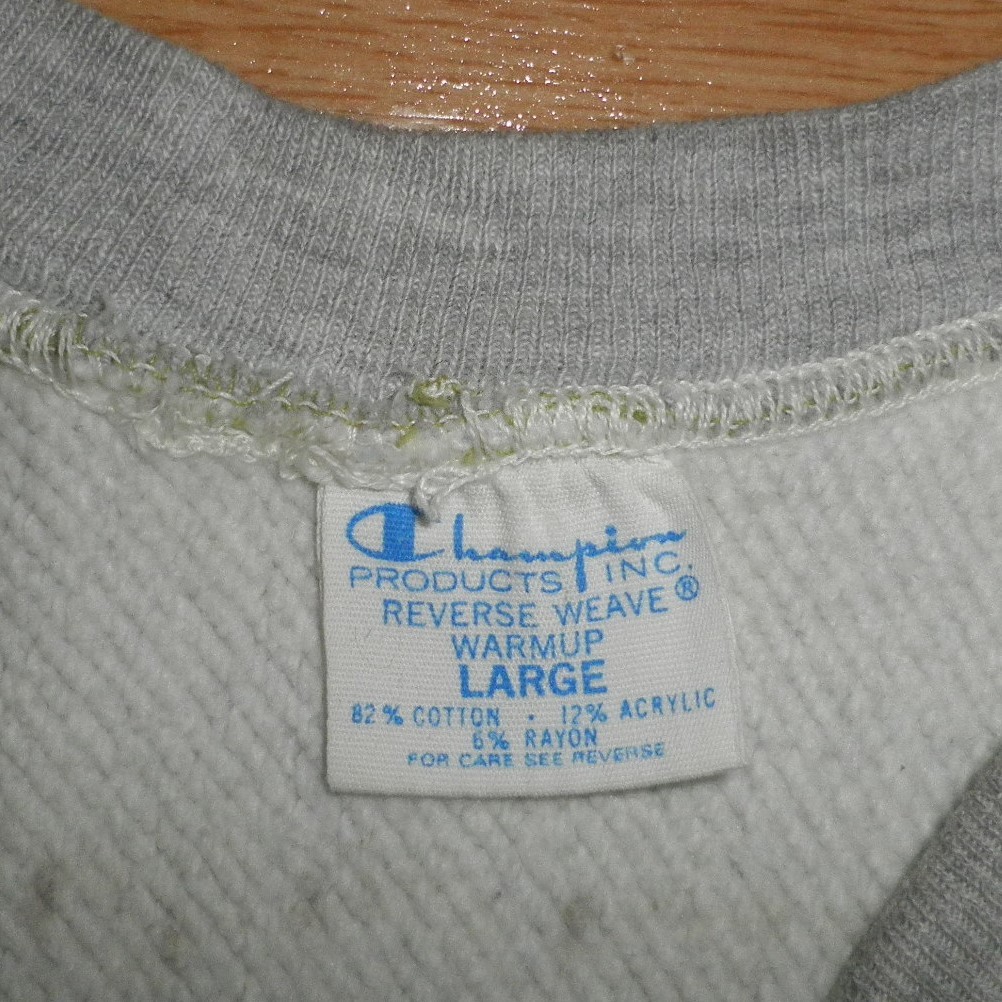 Champion
PRODUCTS INC.
REVERSE WEAVE®
WARMUP
LARGE
82% COTTON · 12% ACRYLIC
6% RAYON
FOR CARE SEE REVERSE